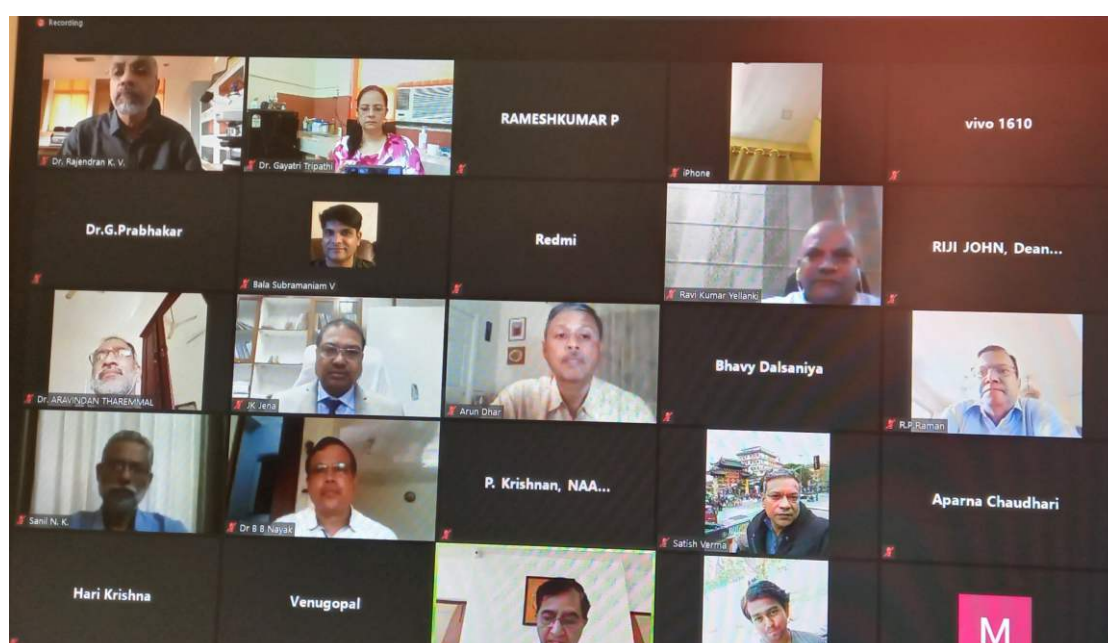 Recording
Dr. Rajendran K. V.
Dr. Gayatri Tripathi
RAMESHKUMAR P
iPhone
vivo 1610
Dr.G.Prabhakar
Bala Subramaniam V
Redmi
Ravi Kumar Yellanki
RIJI JOHN, Dean...
Dr. ARAVINDAN THAREMMAL
JK Jena
Arun Dhar
Bhavy Dalsaniya
R.P.Raman
Sanil N. K.
Dr B B Nayak
P. Krishnan, NAA...
Satish Verma
Aparna Chaudhari
Hari Krishna
Venugopal
M